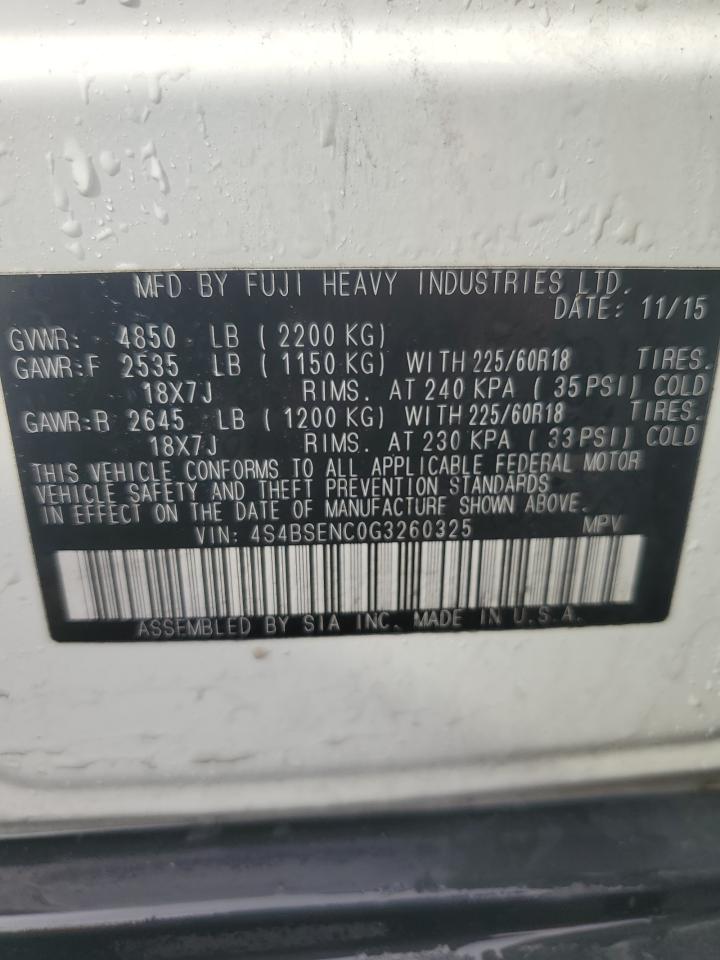 MFD BY FUJI HEAVY INDUSTRIES LTD.
DATE: 11/15
GVWR: 4850 LB ( 2200 KG)
GAWR:F 2535 LB ( 1150 KG) WITH 225/60R18 TIRES.
18X7J RIMS. AT 240 KPA ( 35 PSI) COLD
GAWR:R 2645 LB ( 1200 KG) WITH 225/60R18 TIRES.
18X7J RIMS. AT 230 KPA ( 33 PSI) COLD
THIS VEHICLE CONFORMS TO ALL APPLICABLE FEDERAL MOTOR
VEHICLE SAFETY AND THEFT PREVENTION STANDARDS
IN EFFECT ON THE DATE OF MANUFACTURE SHOWN ABOVE.
VIN: 4S4BSENC0G3260325 MPV
ASSEMBLED BY SIA INC. MADE IN U.S.A.